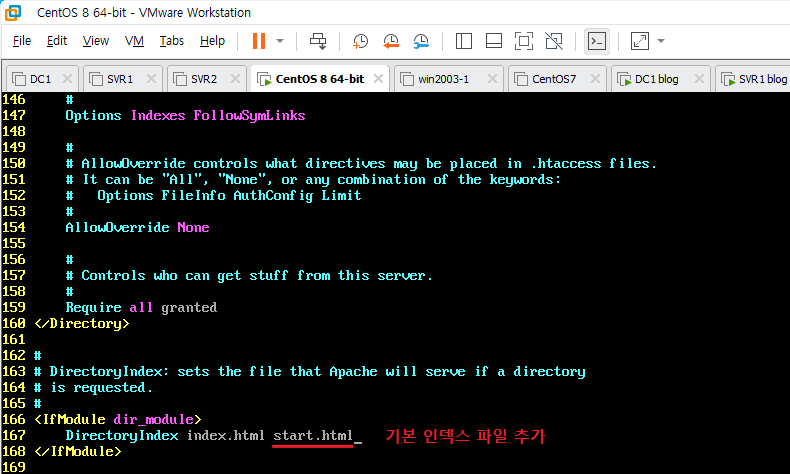 CentOS 8 64-bit - VMware Workstation
File Edit View VM Tabs Help
DC1 SVR1 SVR2 CentOS 8 64-bit win2003-1 CentOS7 DC1 blog SVR1 blog
146 #
147 Options Indexes FollowSymLinks
148
149 #
150 # AllowOverride controls what directives may be placed in .htaccess files.
151 # It can be "All", "None", or any combination of the keywords:
152 #   Options FileInfo AuthConfig Limit
153 #
154 AllowOverride None
155
156 #
157 # Controls who can get stuff from this server.
158 #
159 Require all granted
160 </Directory>
161
162 #
163 # DirectoryIndex: sets the file that Apache will serve if a directory
164 # is requested.
165 #
166 <IfModule dir_module>
167 DirectoryIndex index.html start.html_ 기본 인덱스 파일 추가
168 </IfModule>
169